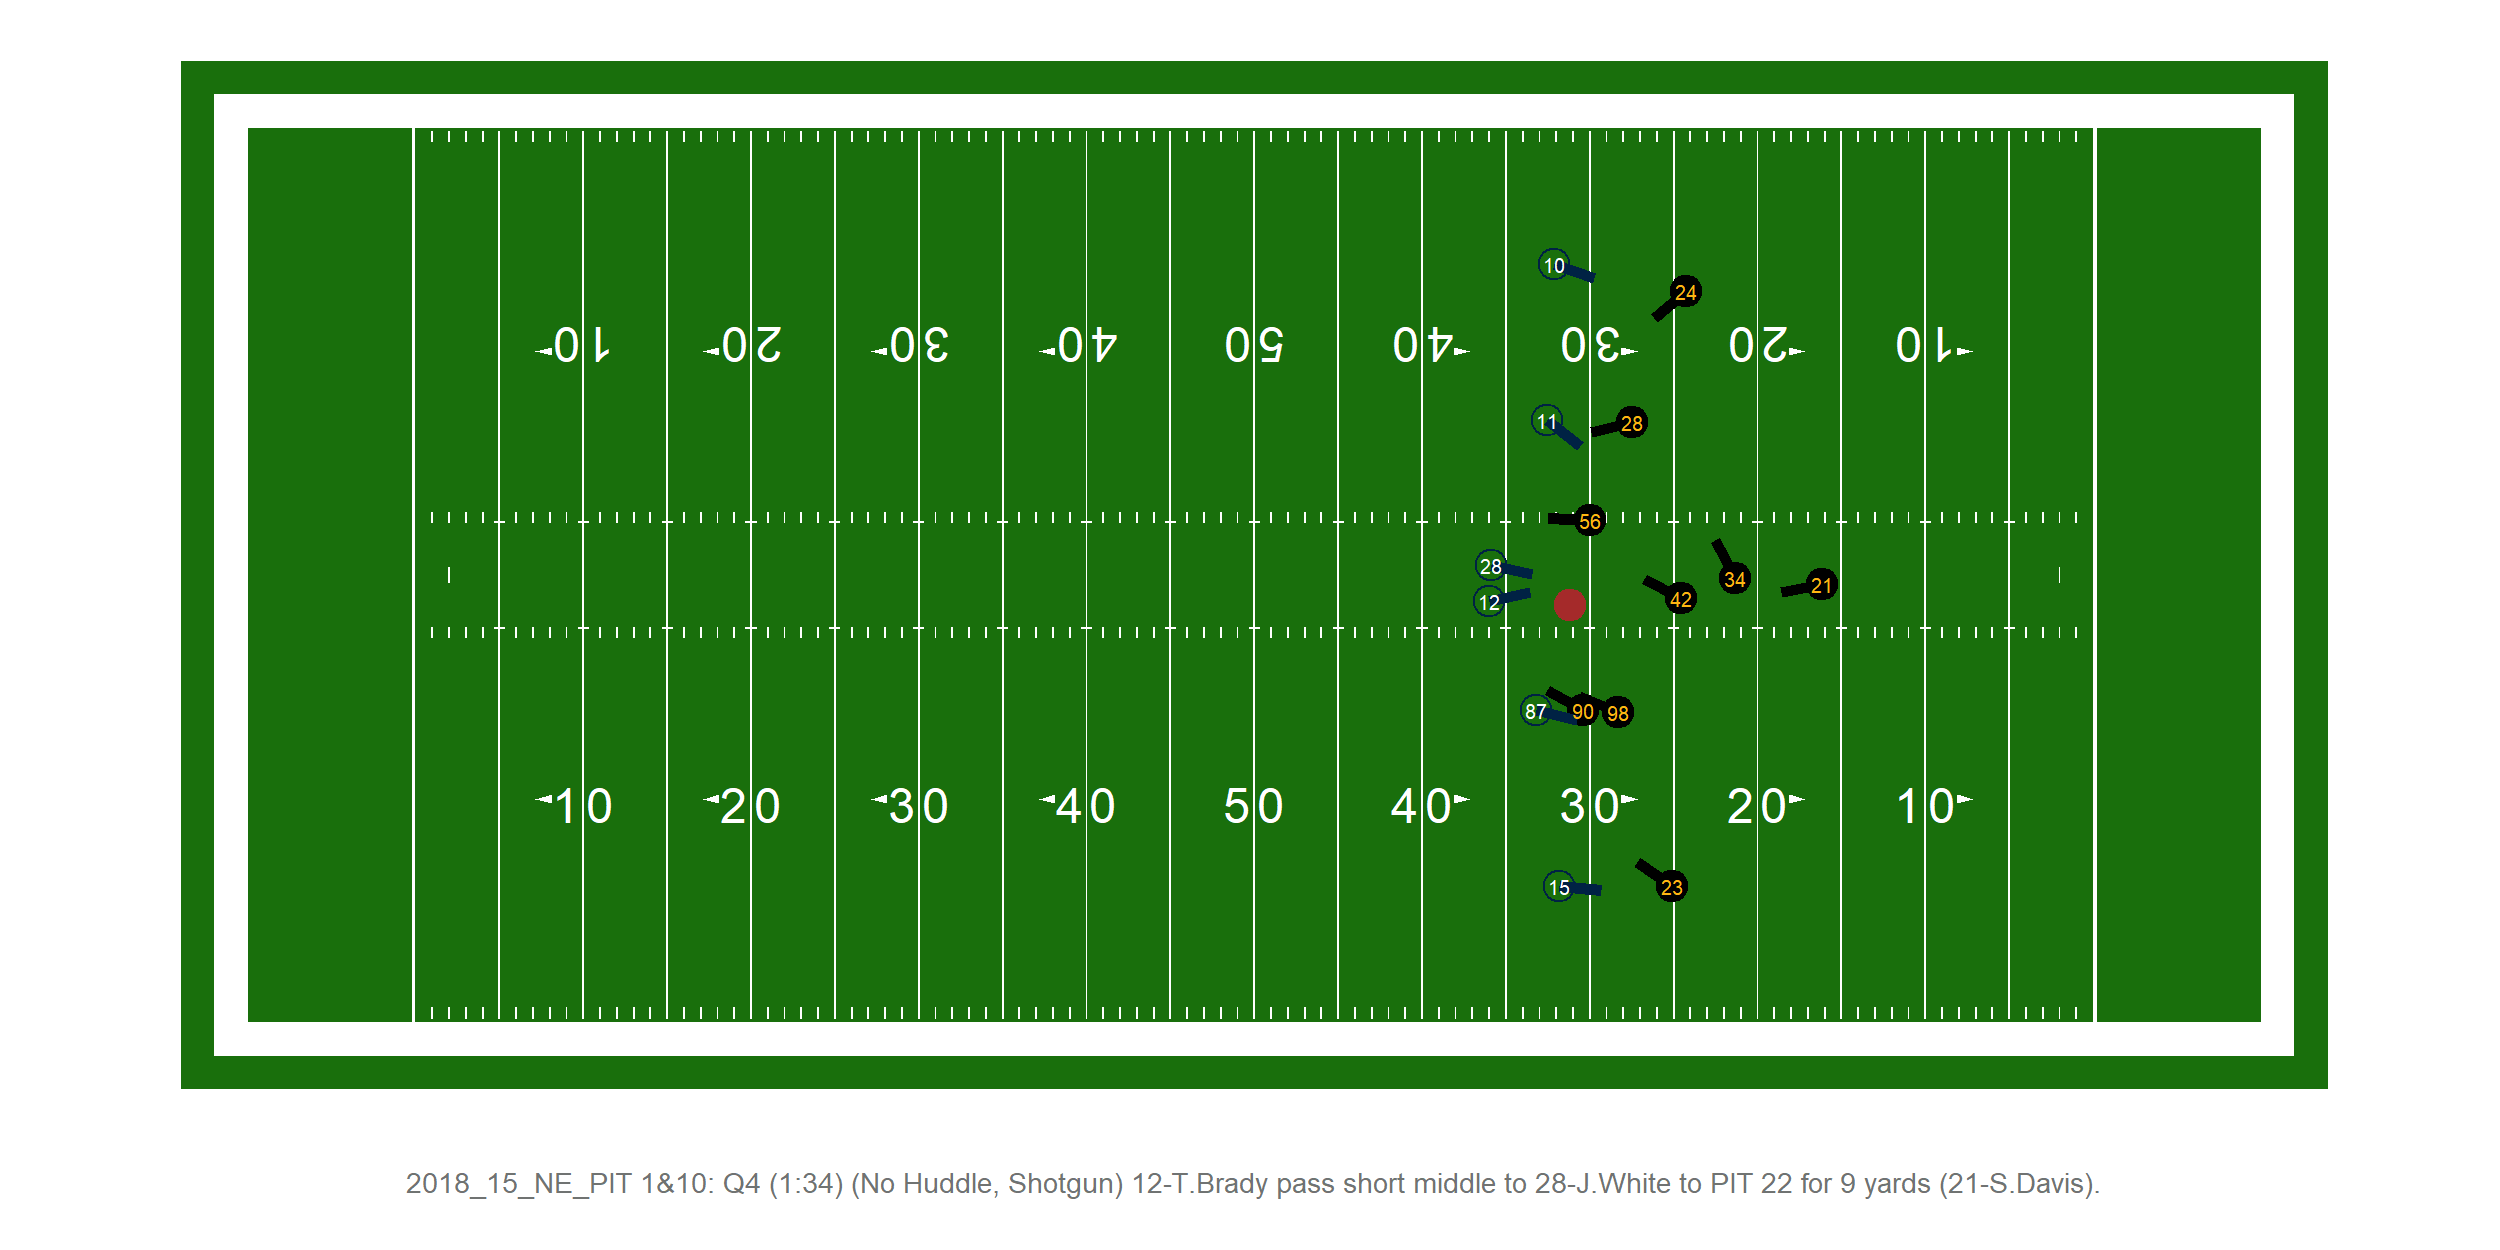 10
24
10 20 30 40 50 40 30 20 10
11 28
56
28
12 42 34 21
87 90 98
10 20 30 40 50 40 30 20 10
15 23
2018_15_NE_PIT 1&10: Q4 (1:34) (No Huddle, Shotgun) 12-T.Brady pass short middle to 28-J.White to PIT 22 for 9 yards (21-S.Davis).